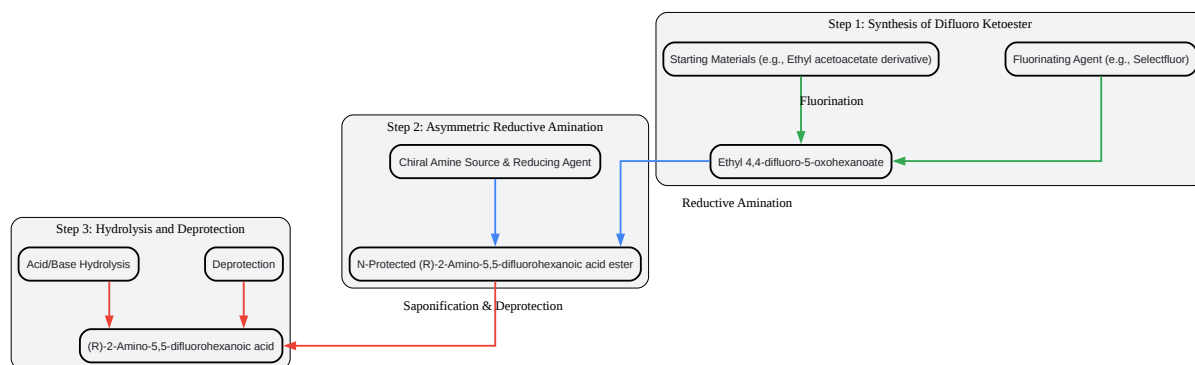 Step 1: Synthesis of Difluoro Ketoester
Starting Materials (e.g., Ethyl acetoacetate derivative)
Fluorinating Agent (e.g., Selectfluor)
Fluorination
Ethyl 4,4-difluoro-5-oxohexanoate
Reductive Amination
Step 2: Asymmetric Reductive Amination
Chiral Amine Source & Reducing Agent
N-Protected (R)-2-Amino-5,5-difluorohexanoic acid ester
Saponification & Deprotection
Step 3: Hydrolysis and Deprotection
Acid/Base Hydrolysis
Deprotection
(R)-2-Amino-5,5-difluorohexanoic acid